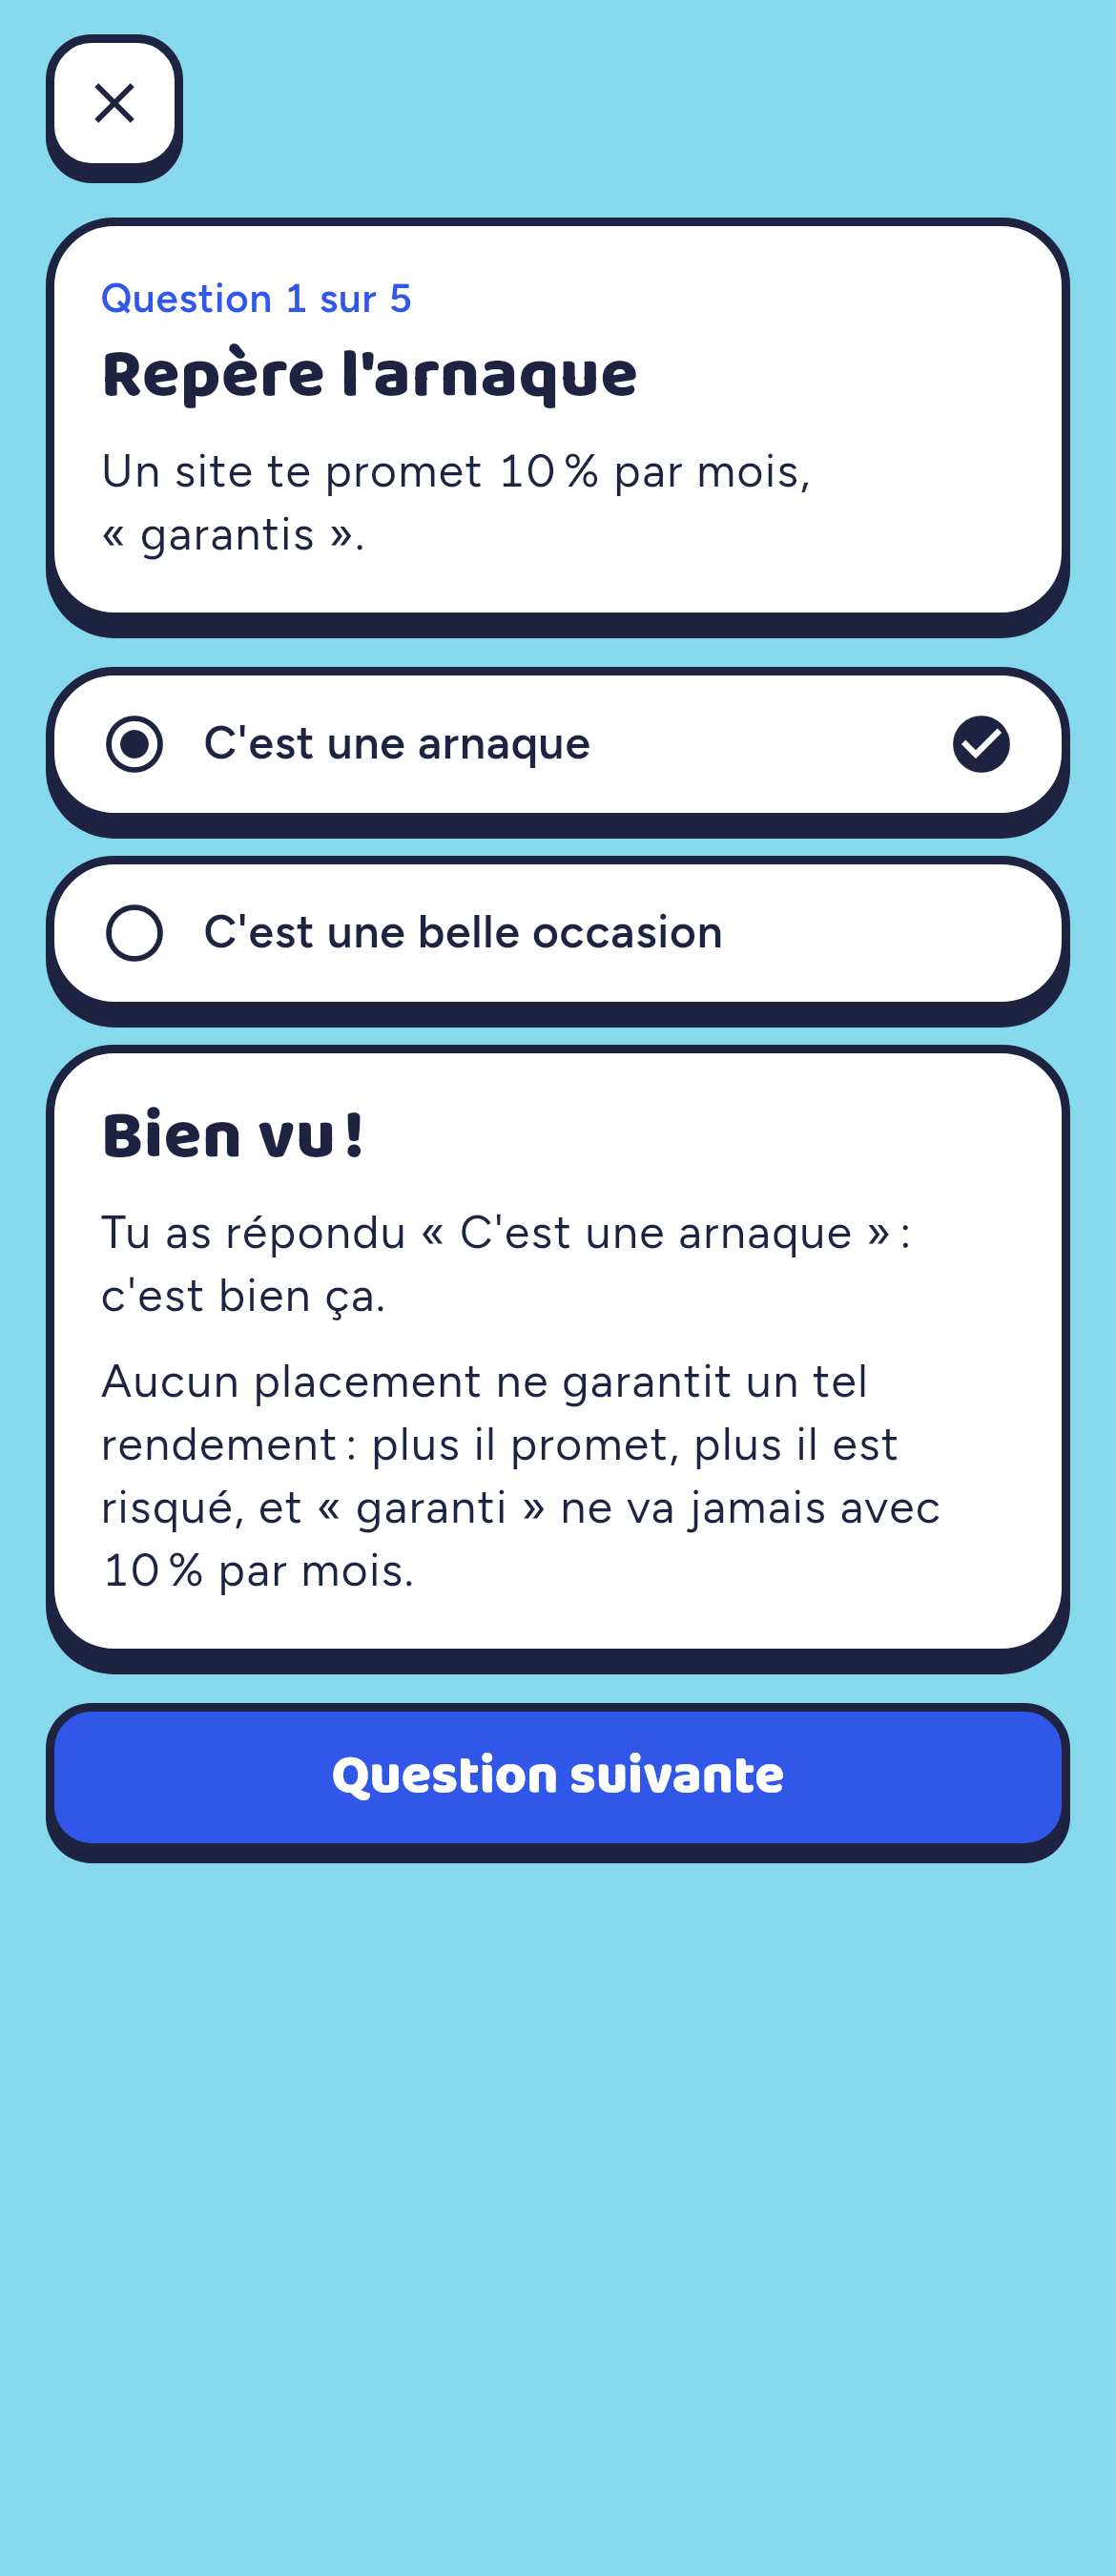 Question 1 sur 5
Repère l'arnaque
Un site te promet 10 % par mois,
« garantis ».
C'est une arnaque
C'est une belle occasion
Bien vu !
Tu as répondu « C'est une arnaque » :
c'est bien ça.
Aucun placement ne garantit un tel
rendement : plus il promet, plus il est
risqué, et « garanti » ne va jamais avec
10 % par mois.
Question suivante